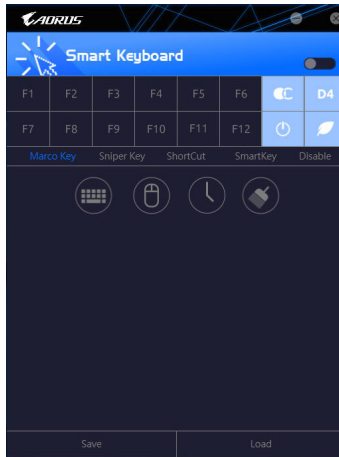 AORUS
Smart Keyboard
F1 F2 F3 F4 F5 F6 D4
F7 F8 F9 F10 F11 F12
Marco Key Sniper Key ShortCut SmartKey Disable
Save Load